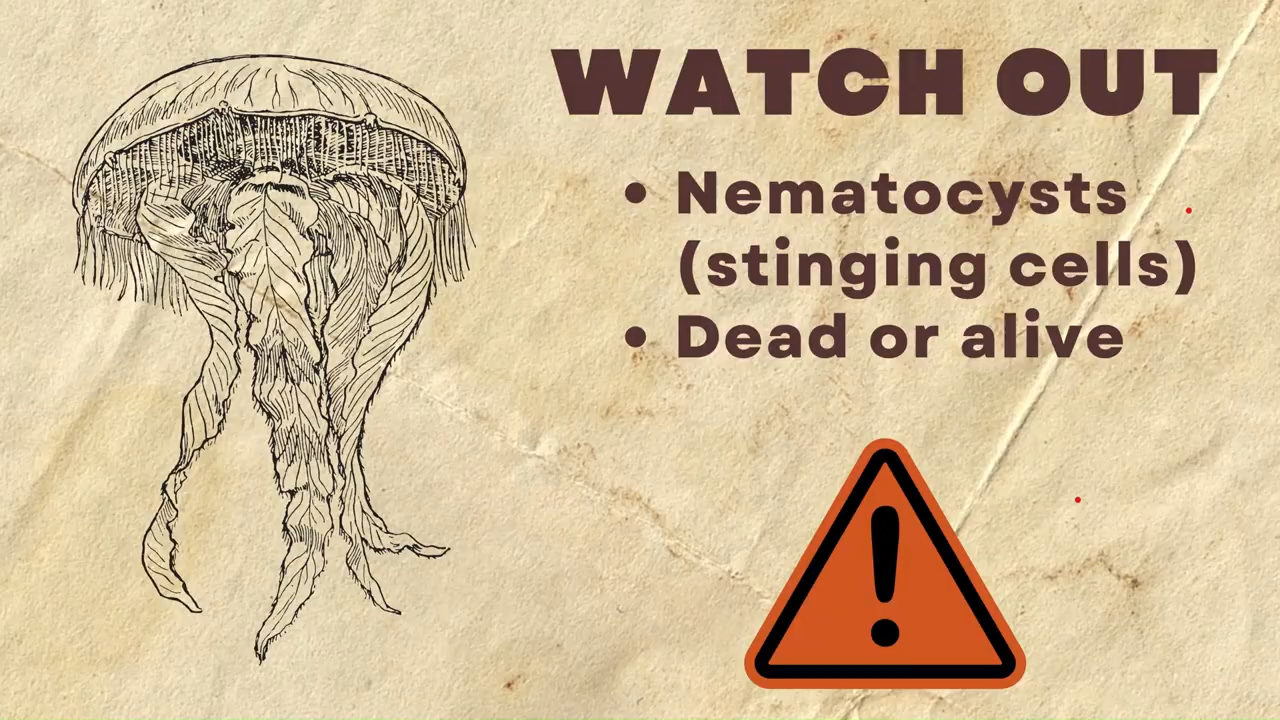 WATCH OUT
• Nematocysts
(stinging cells)
• Dead or alive